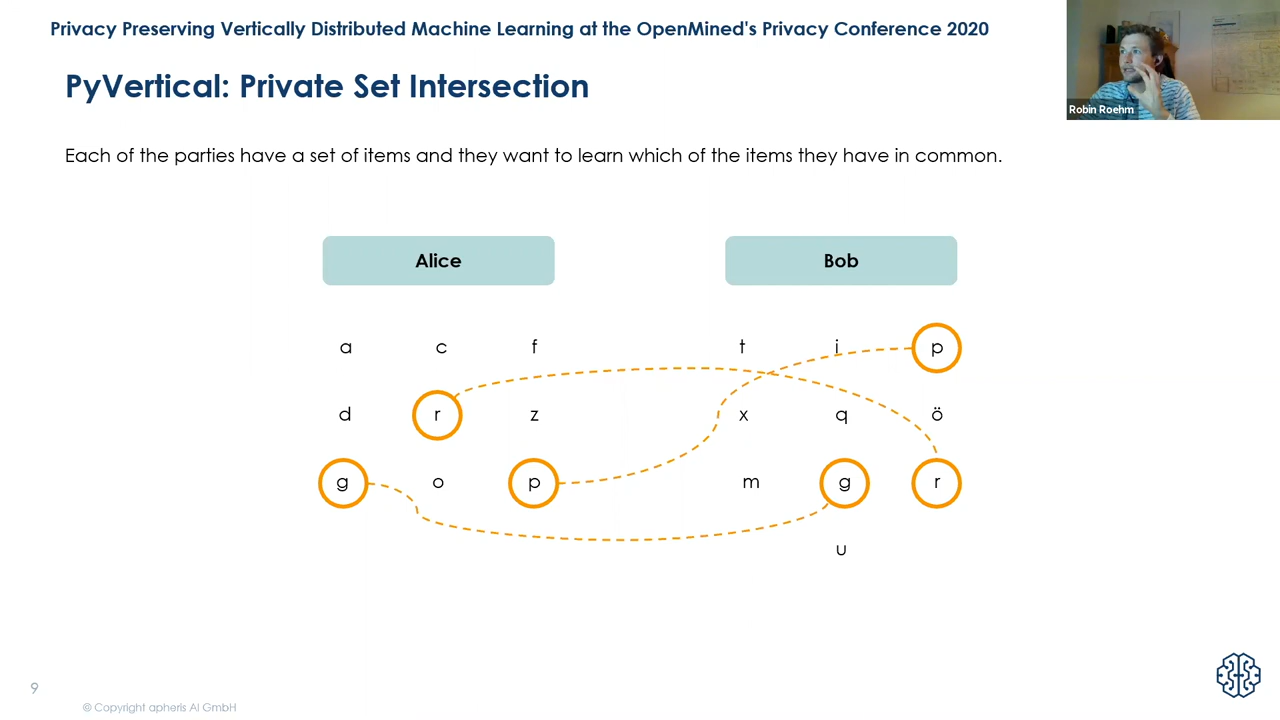 Privacy Preserving Vertically Distributed Machine Learning at the OpenMined's Privacy Conference 2020
PyVertical: Private Set Intersection
Robin Roehm
Each of the parties have a set of items and they want to learn which of the items they have in common.
Alice
Bob
a c f t i p
d r z x q ö
g o p m g r
u
9
© Copyright apheris AI GmbH